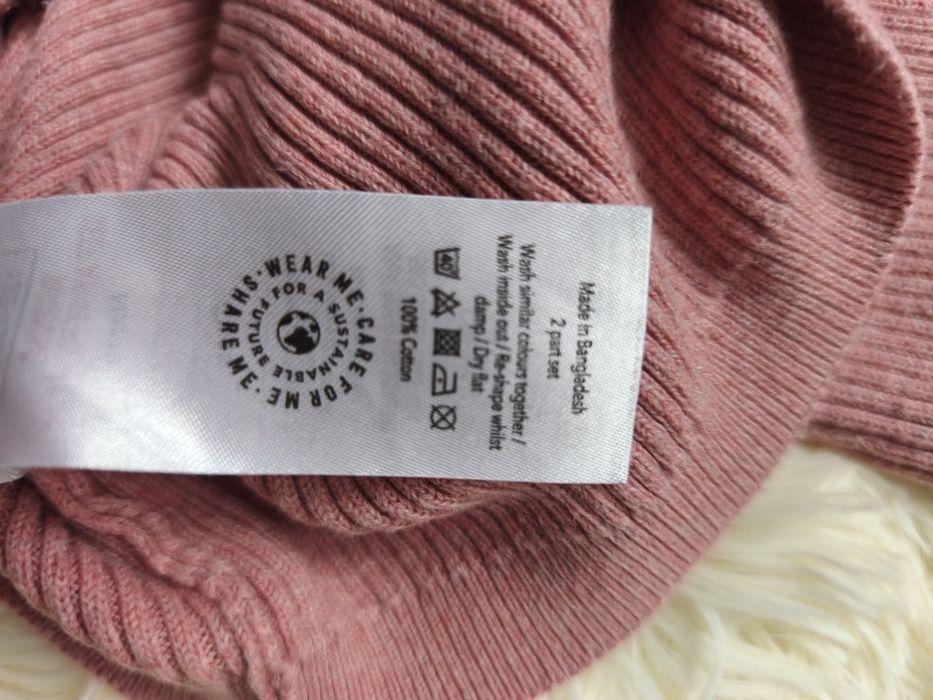 WEAR ME · CARE FOR ME · SHARE ME ·
FOR A SUSTAINABLE FUTURE
100% Cotton
40
Wash similar colours together /
Wash inside out / Re-shape whilst
damp / Dry flat
2 part set
Made in Bangladesh